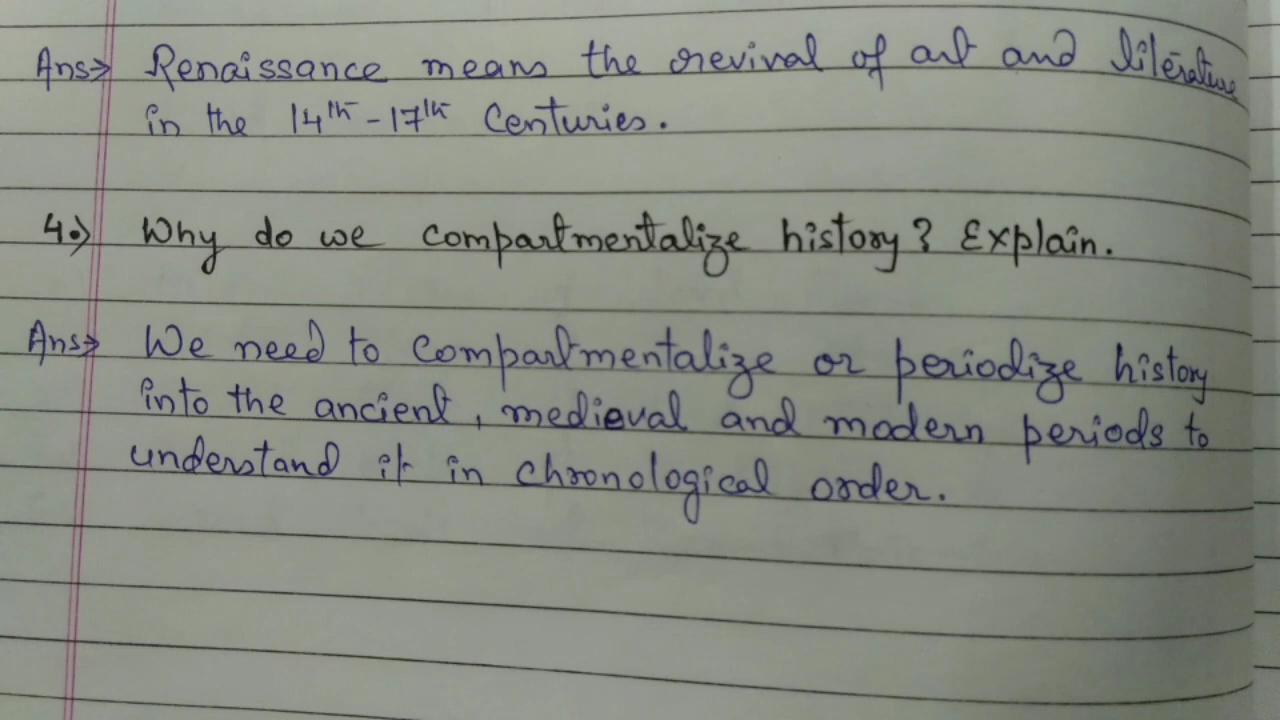 Ans⇒ Renaissance means the revival of art and literature
in the 14th - 17th Centuries.
4.) Why do we compartmentalize history? Explain.
Ans⇒ We need to compartmentalize or periodize history
into the ancient, medieval and modern periods to
understand it in chronological order.